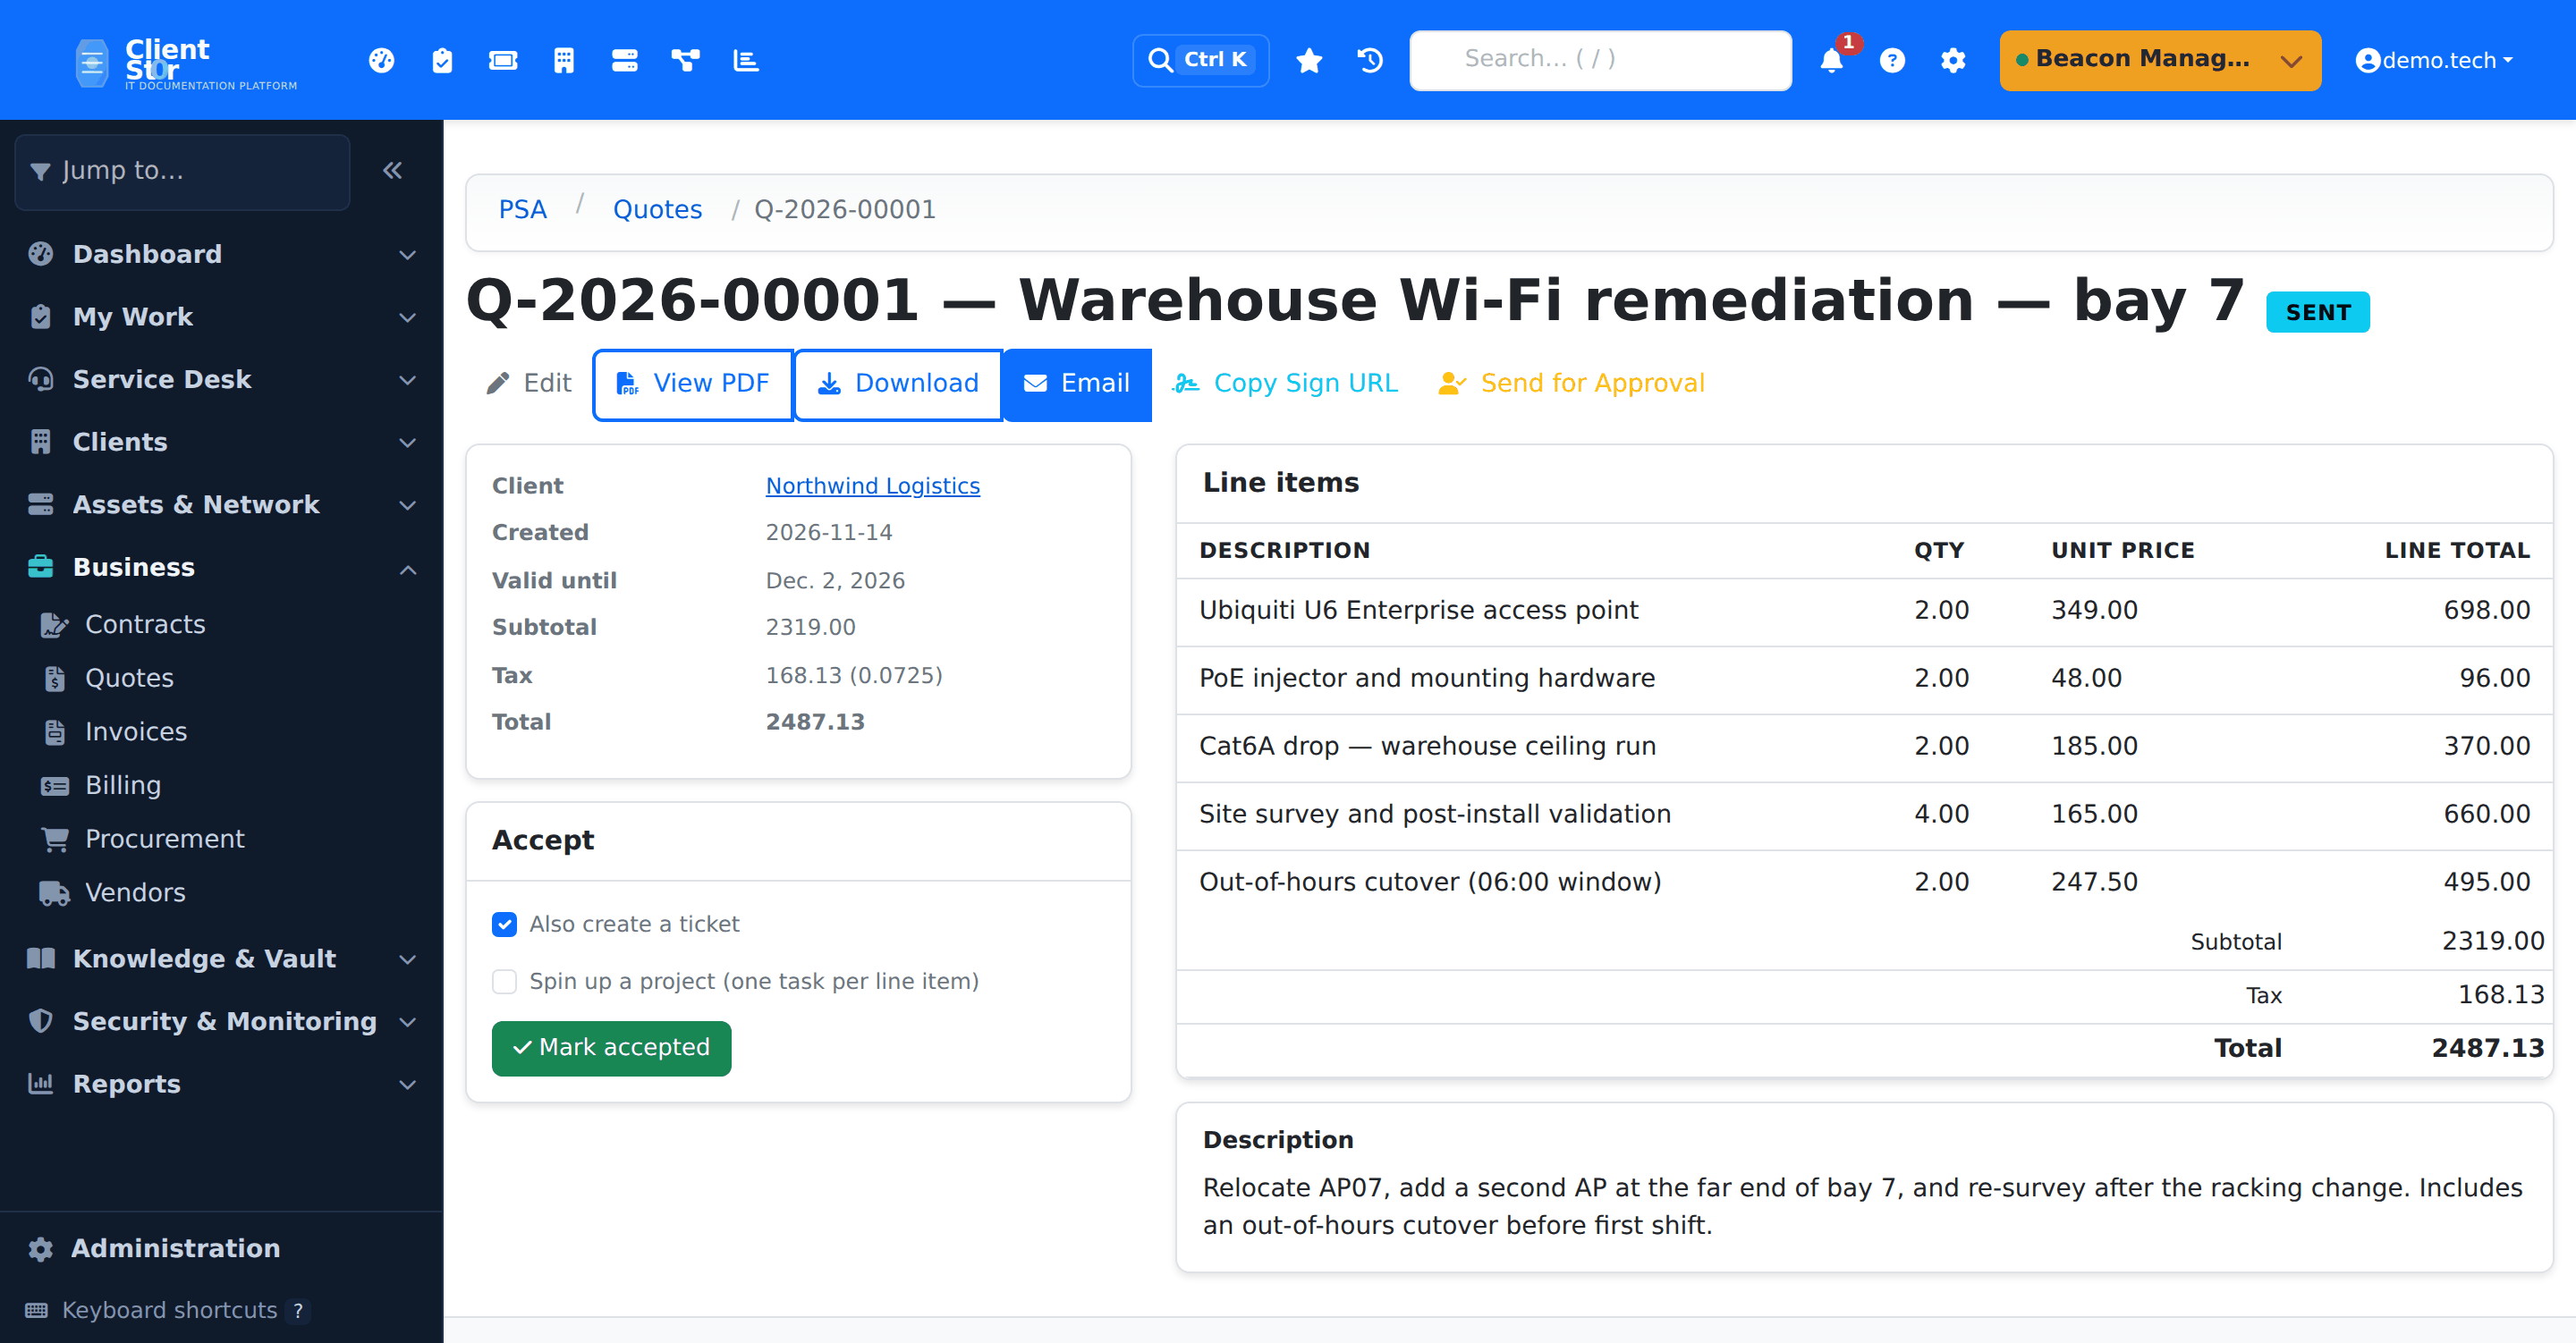 Client
St0r
IT DOCUMENTATION PLATFORM
Ctrl K
Search... ( / )
1
Beacon Manag...
demo.tech
Jump to...
Dashboard
My Work
Service Desk
Clients
Assets & Network
Business
Contracts
Quotes
Invoices
Billing
Procurement
Vendors
Knowledge & Vault
Security & Monitoring
Reports
Administration
Keyboard shortcuts ?
PSA / Quotes / Q-2026-00001
Q-2026-00001 — Warehouse Wi-Fi remediation — bay 7 SENT
Edit View PDF Download Email Copy Sign URL Send for Approval
Client Northwind Logistics
Created 2026-11-14
Valid until Dec. 2, 2026
Subtotal 2319.00
Tax 168.13 (0.0725)
Total 2487.13
Accept
Also create a ticket
Spin up a project (one task per line item)
Mark accepted
Line items
DESCRIPTION QTY UNIT PRICE LINE TOTAL
Ubiquiti U6 Enterprise access point 2.00 349.00 698.00
PoE injector and mounting hardware 2.00 48.00 96.00
Cat6A drop — warehouse ceiling run 2.00 185.00 370.00
Site survey and post-install validation 4.00 165.00 660.00
Out-of-hours cutover (06:00 window) 2.00 247.50 495.00
Subtotal 2319.00
Tax 168.13
Total 2487.13
Description
Relocate AP07, add a second AP at the far end of bay 7, and re-survey after the racking change. Includes
an out-of-hours cutover before first shift.